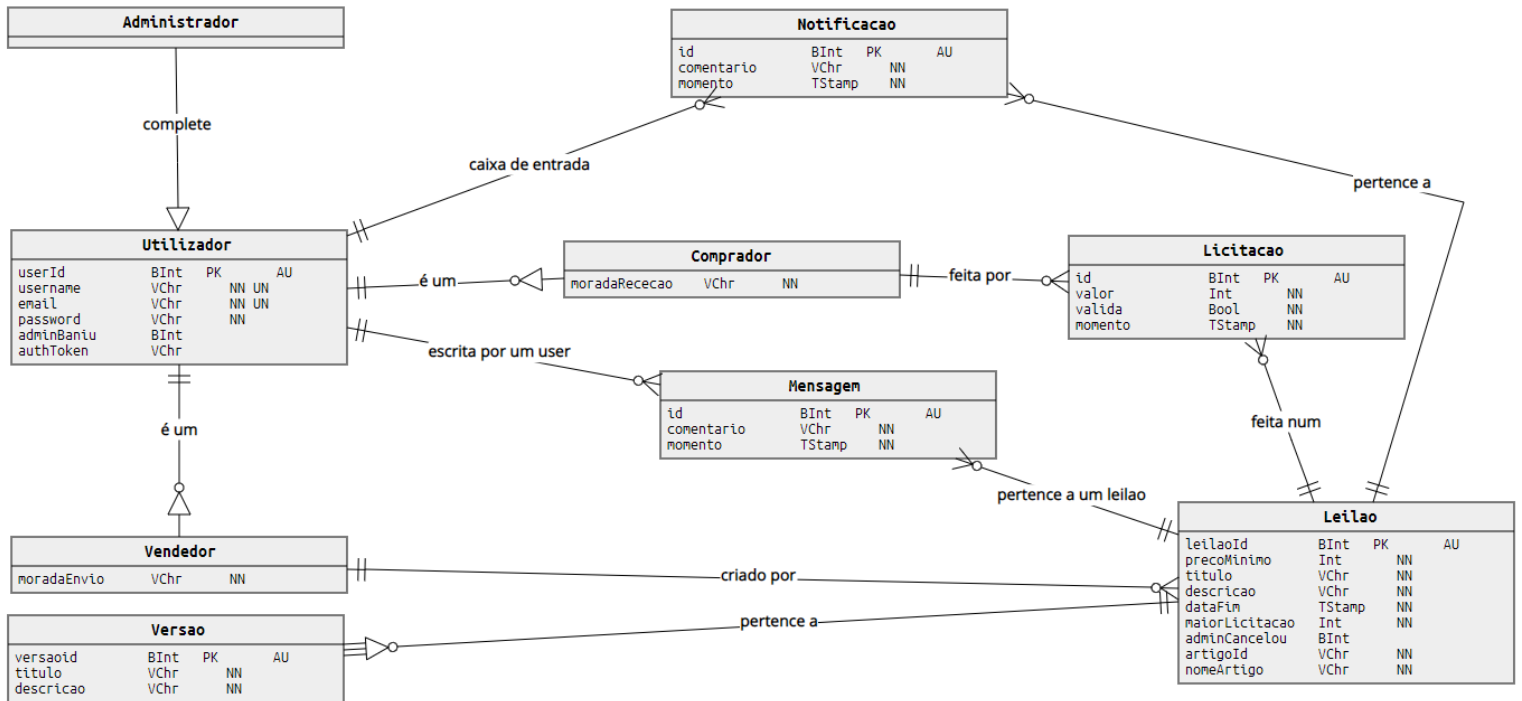 Administrador
complete
Notificacao
id BInt PK AU
comentario VChr NN
momento TStamp NN
caixa de entrada
pertence a
Utilizador
userId BInt PK AU
username VChr NN UN
email VChr NN UN
password VChr NN
adminBaniu BInt
authToken VChr
é um
Comprador
moradaRececao VChr NN
feita por
Licitacao
id BInt PK AU
valor Int NN
valida Bool NN
momento TStamp NN
escrita por um user
Mensagem
id BInt PK AU
comentario VChr NN
momento TStamp NN
é um
feita num
pertence a um leilao
Vendedor
moradaEnvio VChr NN
criado por
Leilao
leilaoId BInt PK AU
precoMinimo Int NN
titulo VChr NN
descricao VChr NN
dataFim TStamp NN
maiorLicitacao Int NN
adminCancelou BInt
artigoId VChr NN
nomeArtigo VChr NN
pertence a
Versao
versaoid BInt PK AU
titulo VChr NN
descricao VChr NN